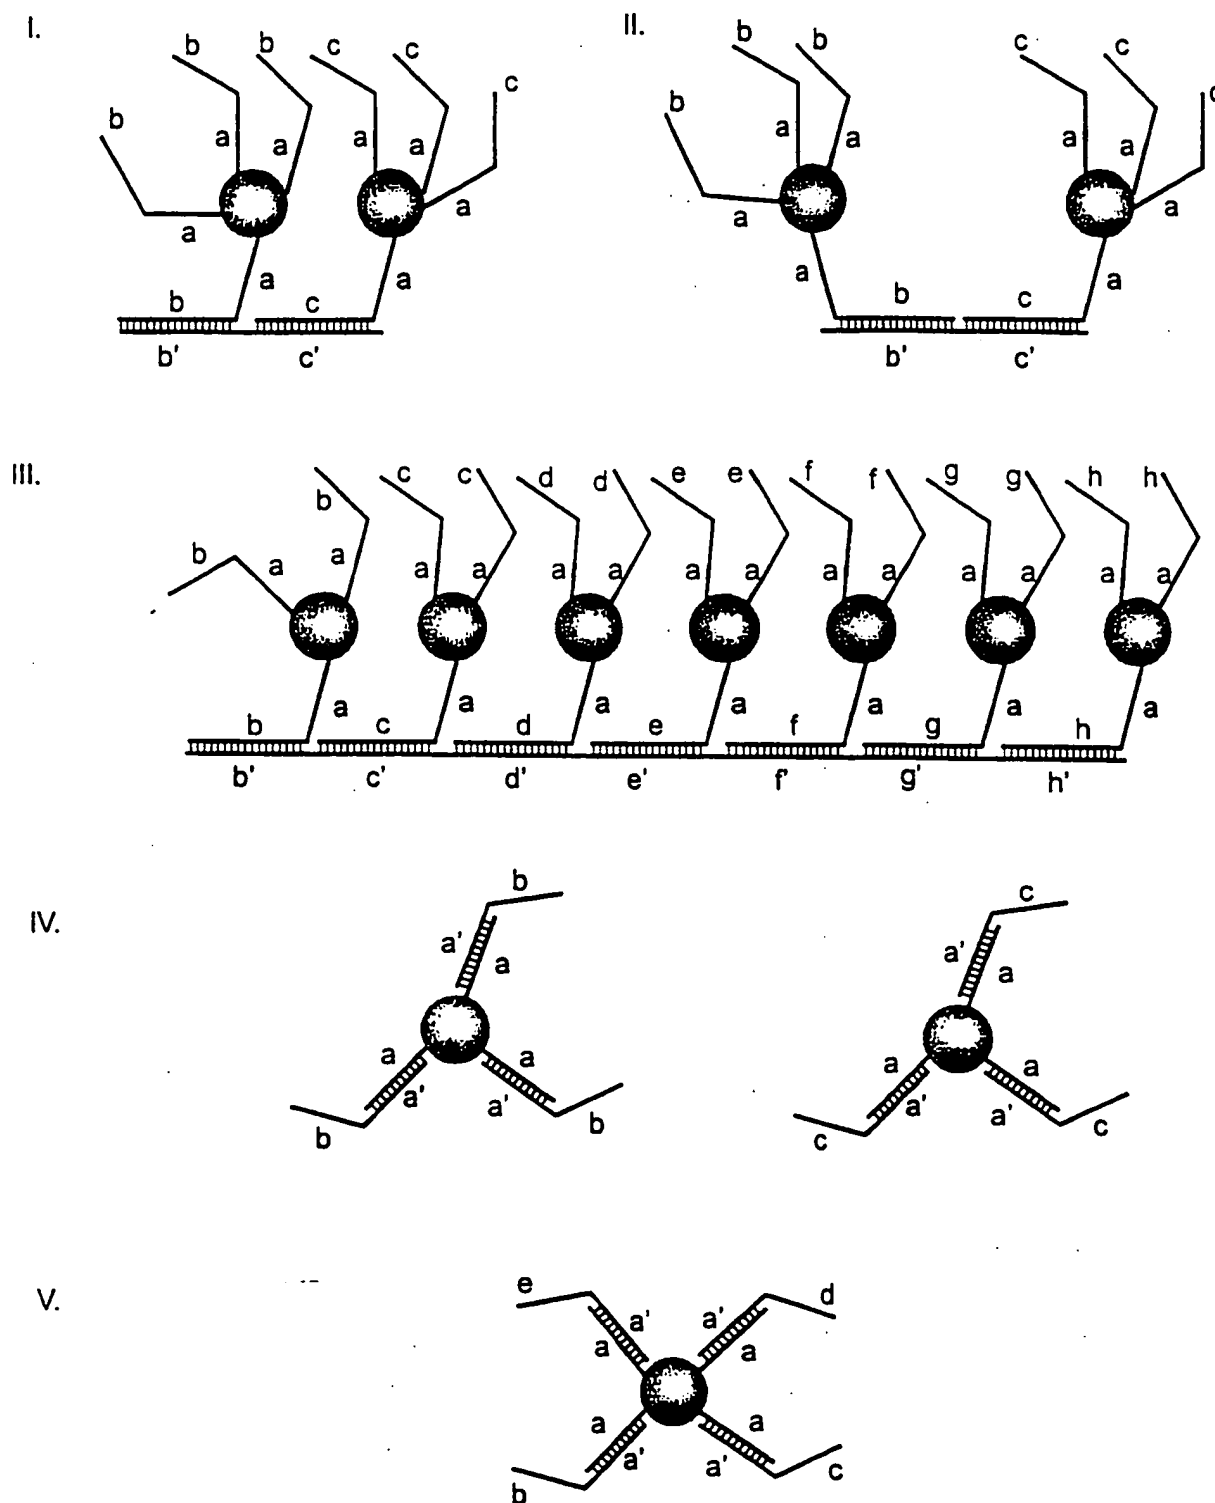 I. II.
b b c c b b c c
b c b c
a a a a a a a a
a a a a
a a a a
b c b c
b' c' b' c'
III.
b c c d d e e f f g g h h
b a a a a a a a a a a a a a a
a a a a a a a
b c d e f g h
b' c' d' e' f' g' h'
IV.
b c
a' a a' a
a a a a
a' a' a' a'
b b c c
V.
e d
a' a'
a a
a a
a' a'
b c